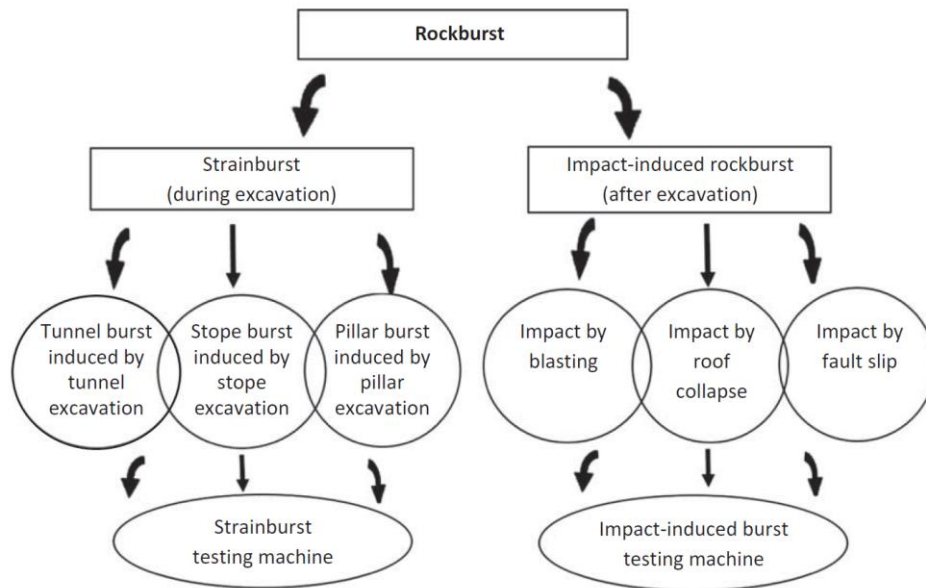 Rockburst
Strainburst
(during excavation)
Impact-induced rockburst
(after excavation)
Tunnel burst
induced by
tunnel
excavation
Stope burst
induced by
stope
excavation
Pillar burst
induced by
pillar
excavation
Impact by
blasting
Impact by
roof
collapse
Impact by
fault slip
Strainburst
testing machine
Impact-induced burst
testing machine